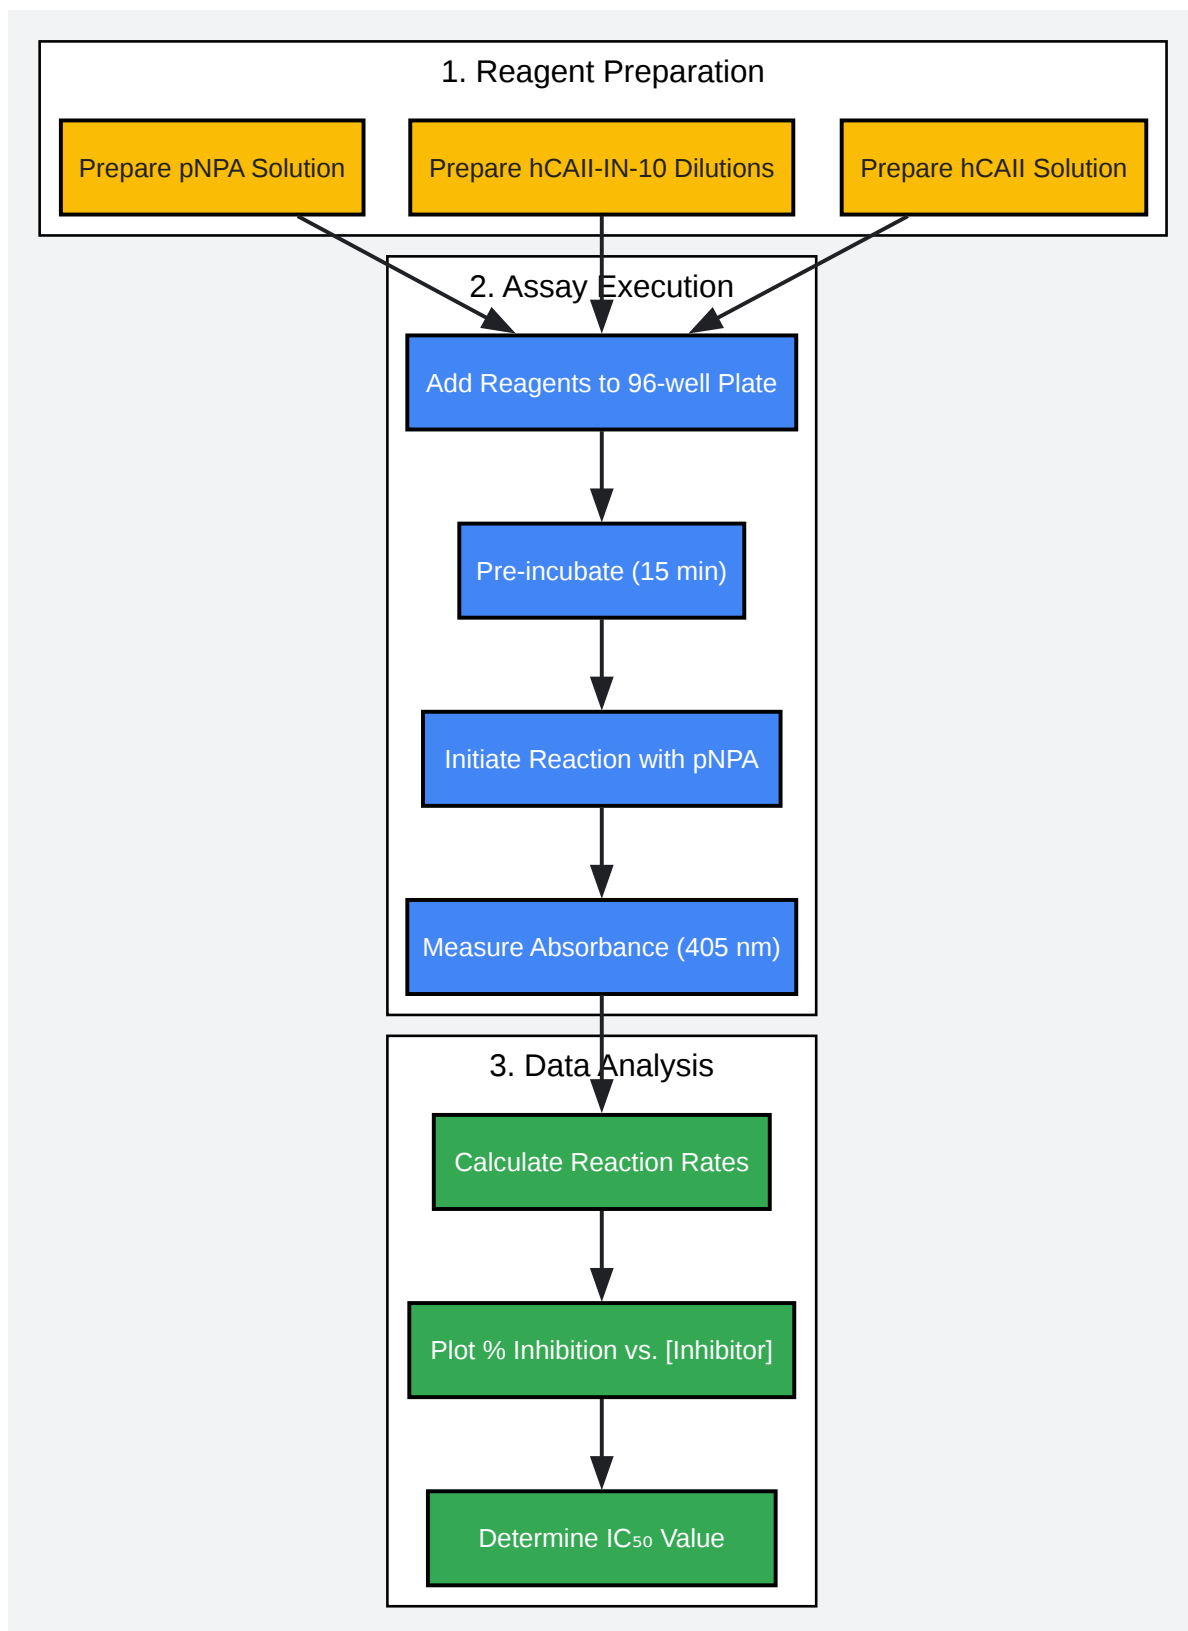 1. Reagent Preparation
Prepare pNPA Solution
Prepare hCAII-IN-10 Dilutions
Prepare hCAII Solution
2. Assay Execution
Add Reagents to 96-well Plate
Pre-incubate (15 min)
Initiate Reaction with pNPA
Measure Absorbance (405 nm)
3. Data Analysis
Calculate Reaction Rates
Plot % Inhibition vs. [Inhibitor]
Determine IC₅₀ Value